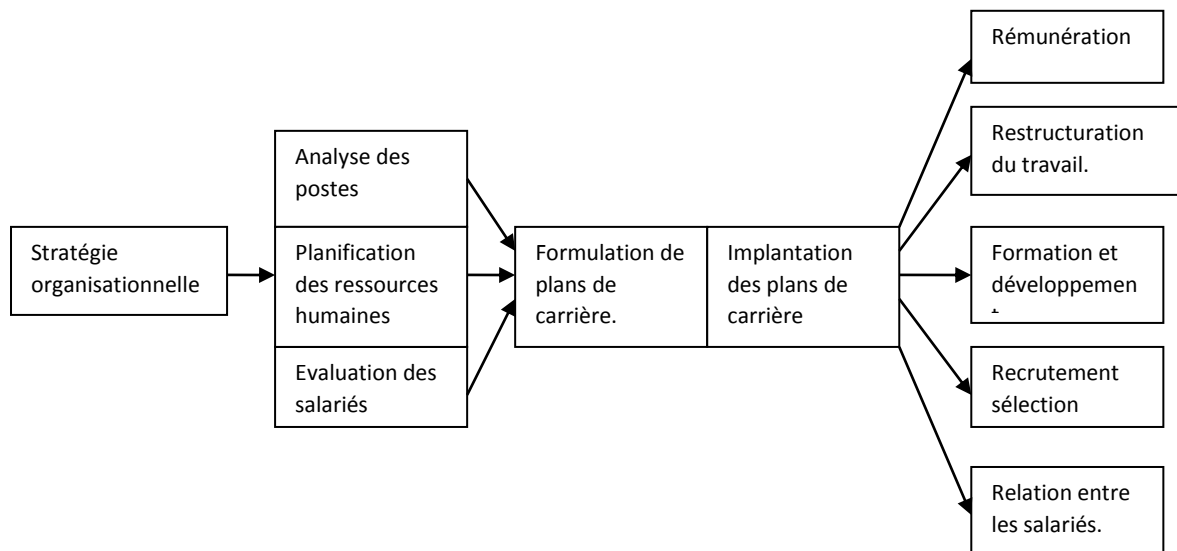 Stratégie
organisationnelle
Analyse des
postes
Planification
des ressources
humaines
Evaluation des
salariés
Formulation de
plans de
carrière.
Implantation
des plans de
carrière
Rémunération
Restructuration
du travail.
Formation et
développemen
Recrutement
sélection
Relation entre
les salariés.